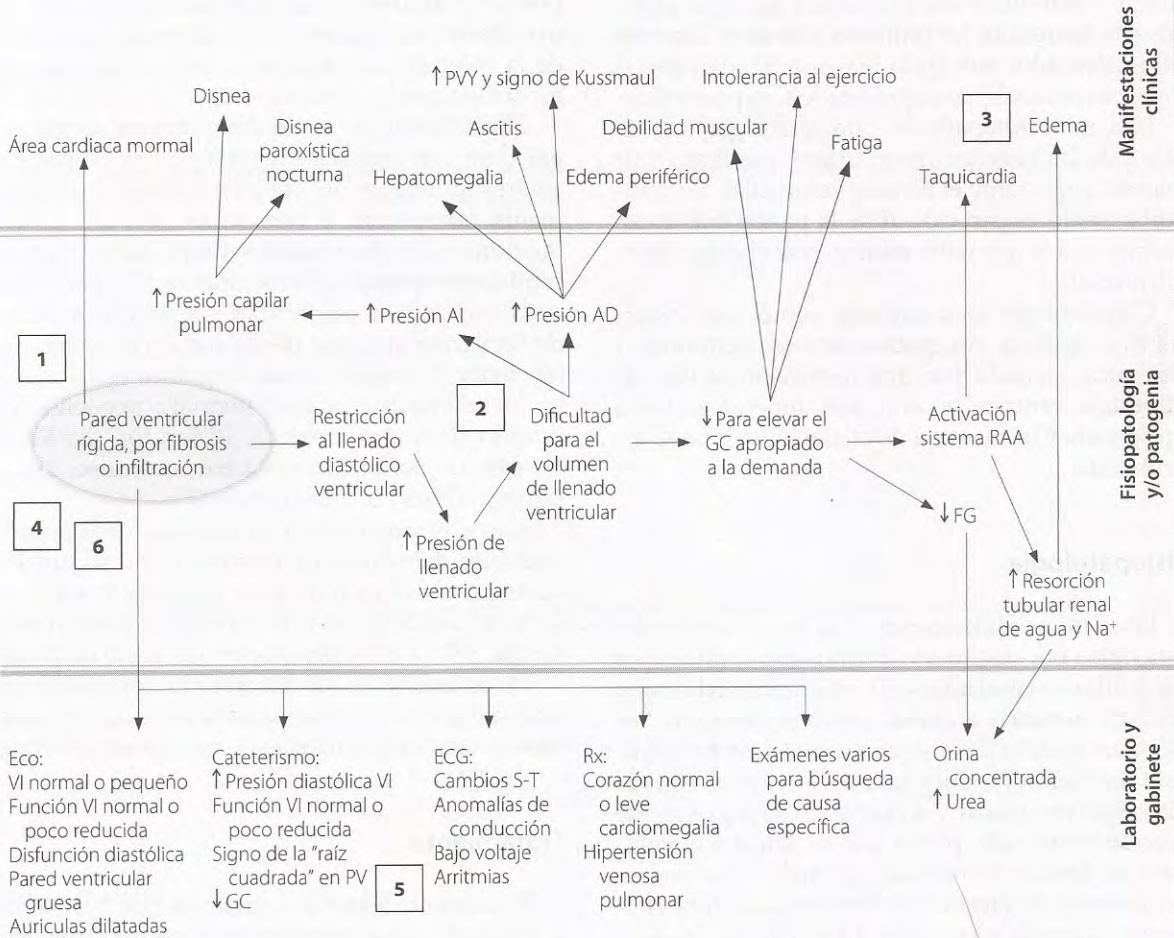 Manifestaciones
clínicas
↑PVY y signo de Kussmaul
Intolerancia al ejercicio
Disnea
3
Ascitis
Debilidad muscular
Edema
Área cardiaca mormal
Disnea
paroxística
nocturna
Fatiga
Hepatomegalia
Edema periférico
Taquicardia
Fisiopatología
y/o patogenia
↑Presión capilar
pulmonar
↑Presión AI
↑Presión AD
1
2
Pared ventricular
rígida, por fibrosis
o infiltración
Restricción
al llenado
diastólico
ventricular
Dificultad
para el
volumen
de llenado
ventricular
↓Para elevar el
GC apropiado
a la demanda
Activación
sistema RAA
4
6
↓FG
↑Presión de
llenado
ventricular
↑Resorción
tubular renal
de agua y Na+
Laboratorio y
gabinete
Eco:
VI normal o pequeño
Función VI normal o
poco reducida
Disfunción diastólica
Pared ventricular
gruesa
Auriculas dilatadas
Cateterismo:
↑Presión diastólica VI
Función VI normal o
poco reducida
Signo de la "raíz
cuadrada" en PV
↓GC
5
ECG:
Cambios S-T
Anomalías de
conducción
Bajo voltaje
Arritmias
Rx:
Corazón normal
o leve
cardiomegalia
Hipertensión
venosa
pulmonar
Exámenes varios
para búsqueda
de causa
específica
Orina
concentrada
↑Urea